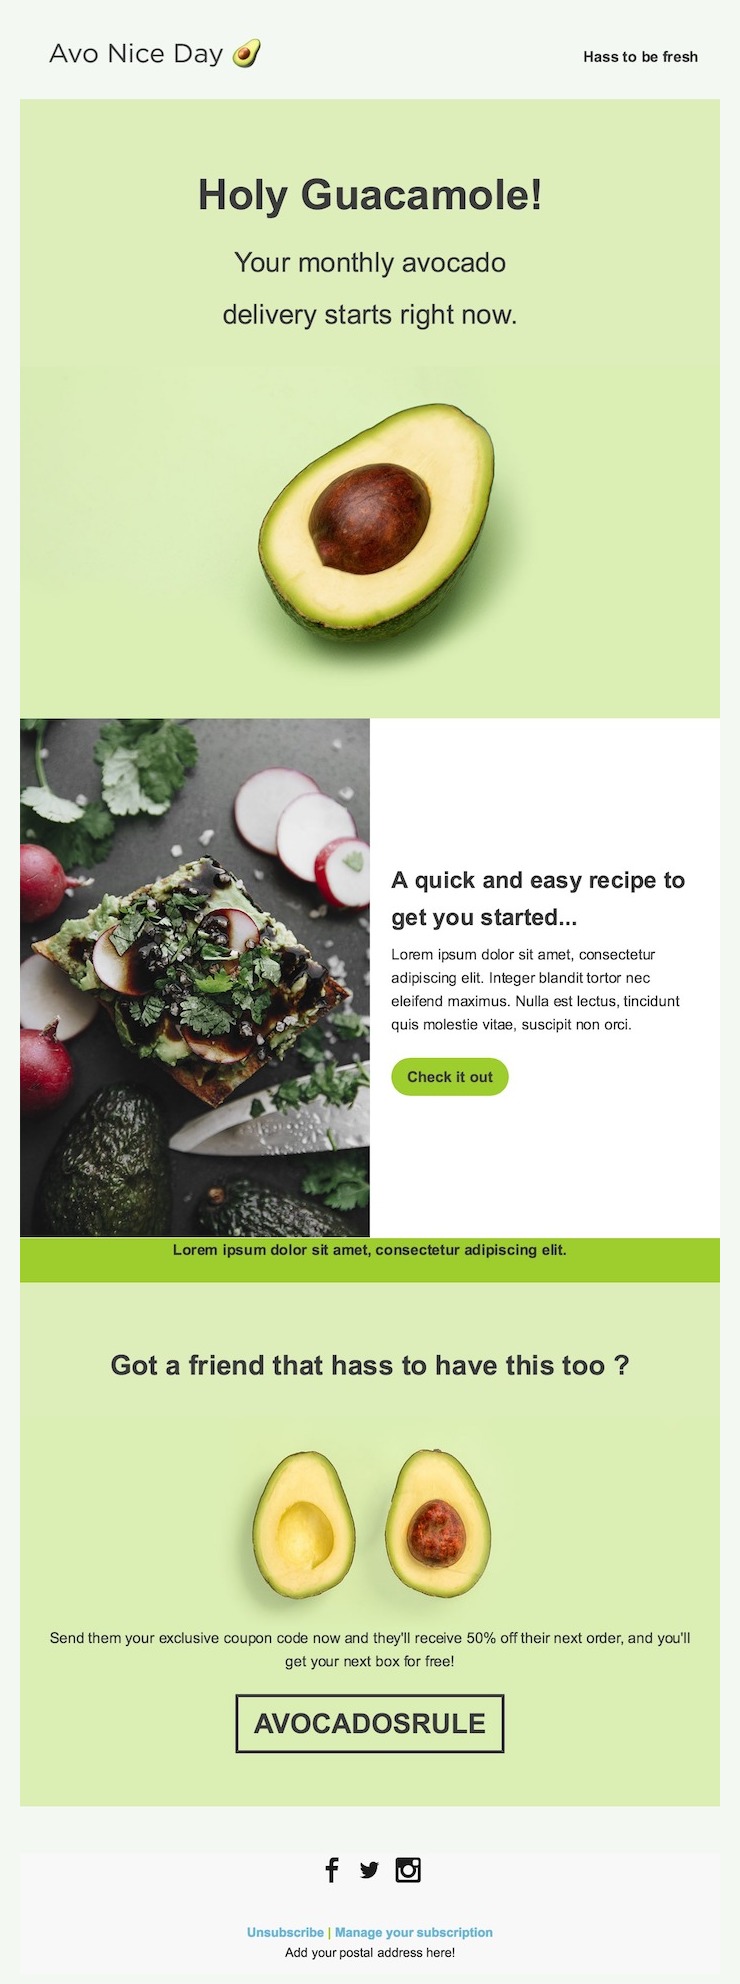 Avo Nice Day 🥑
Hass to be fresh
Holy Guacamole!
Your monthly avocado
delivery starts right now.
A quick and easy recipe to
get you started...
Lorem ipsum dolor sit amet, consectetur
adipiscing elit. Integer blandit tortor nec
eleifend maximus. Nulla est lectus, tincidunt
quis molestie vitae, suscipit non orci.
Check it out
Lorem ipsum dolor sit amet, consectetur adipiscing elit.
Got a friend that hass to have this too ?
Send them your exclusive coupon code now and they'll receive 50% off their next order, and you'll
get your next box for free!
AVOCADOSRULE
Unsubscribe | Manage your subscription
Add your postal address here!